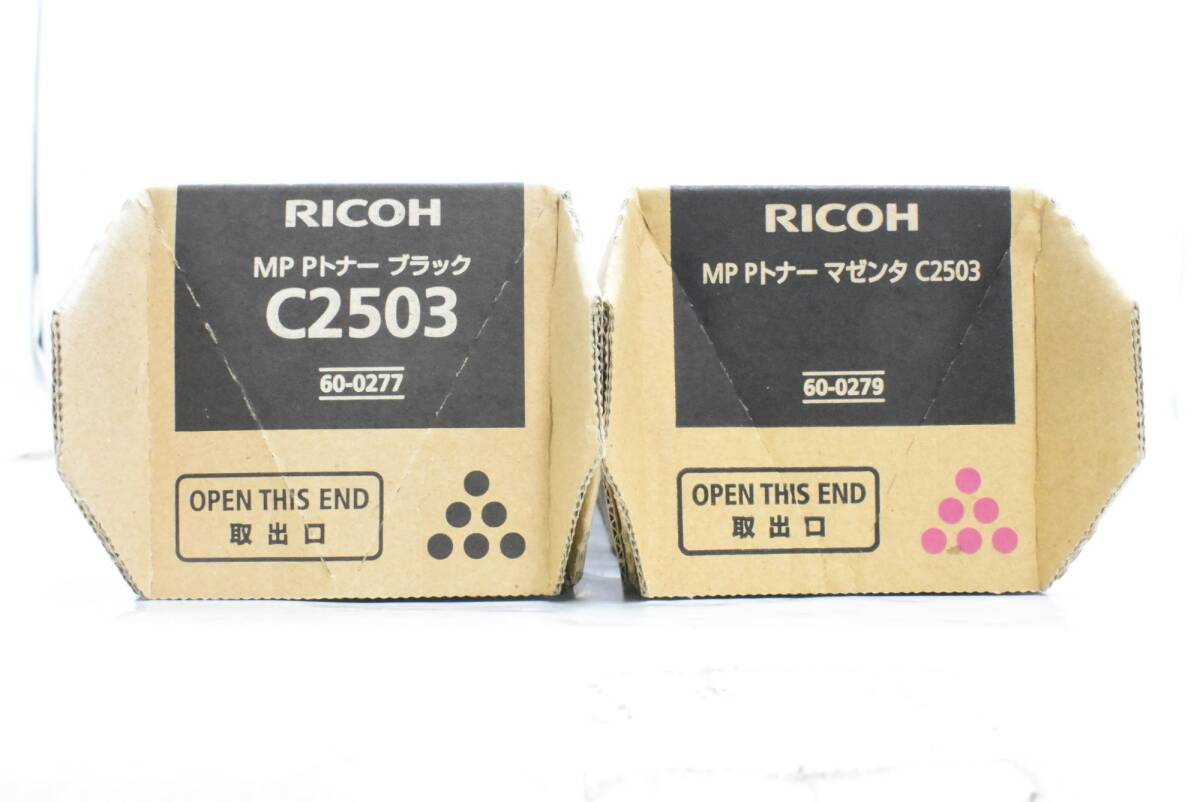 RICOH
MP Pトナー ブラック
C2503
60-0277
OPEN THIS END
取出口
RICOH
MP Pトナー マゼンタ C2503
60-0279
OPEN THIS END
取出口